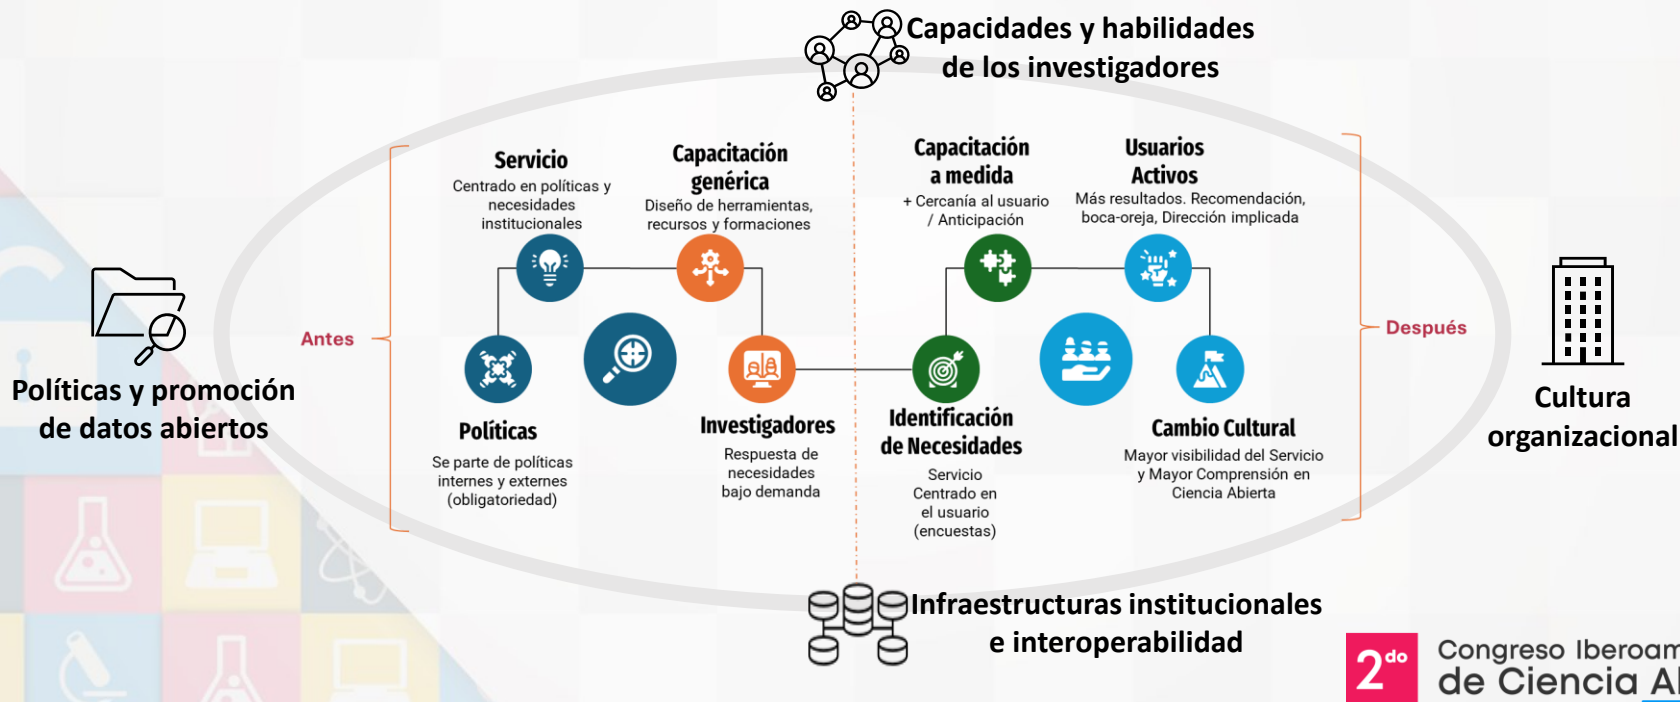 Capacidades y habilidades
de los investigadores
Políticas y promoción
de datos abiertos
Antes
Servicio
Centrado en políticas y
necesidades
institucionales
Capacitación
genérica
Diseño de herramientas,
recursos y formaciones
Políticas
Se parte de políticas
internes y externes
(obligatoriedad)
Investigadores
Respuesta de
necesidades
bajo demanda
Capacitación
a medida
+ Cercanía al usuario
/ Anticipación
Usuarios
Activos
Más resultados. Recomendación,
boca-oreja, Dirección implicada
Identificación
de Necesidades
Servicio
Centrado en
el usuario
(encuestas)
Cambio Cultural
Mayor visibilidad del Servicio
y Mayor Comprensión en
Ciencia Abierta
Después
Cultura
organizacional
Infraestructuras institucionales
e interoperabilidad
2do
Congreso
de Ciencia